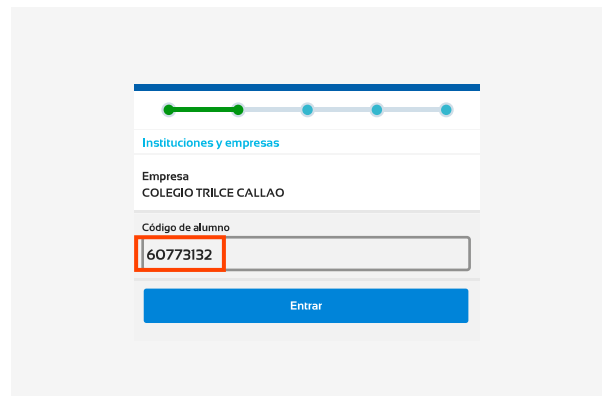 Instituciones y empresas
Empresa
COLEGIO TRILCE CALLAO
Código de alumno
60773132
Entrar